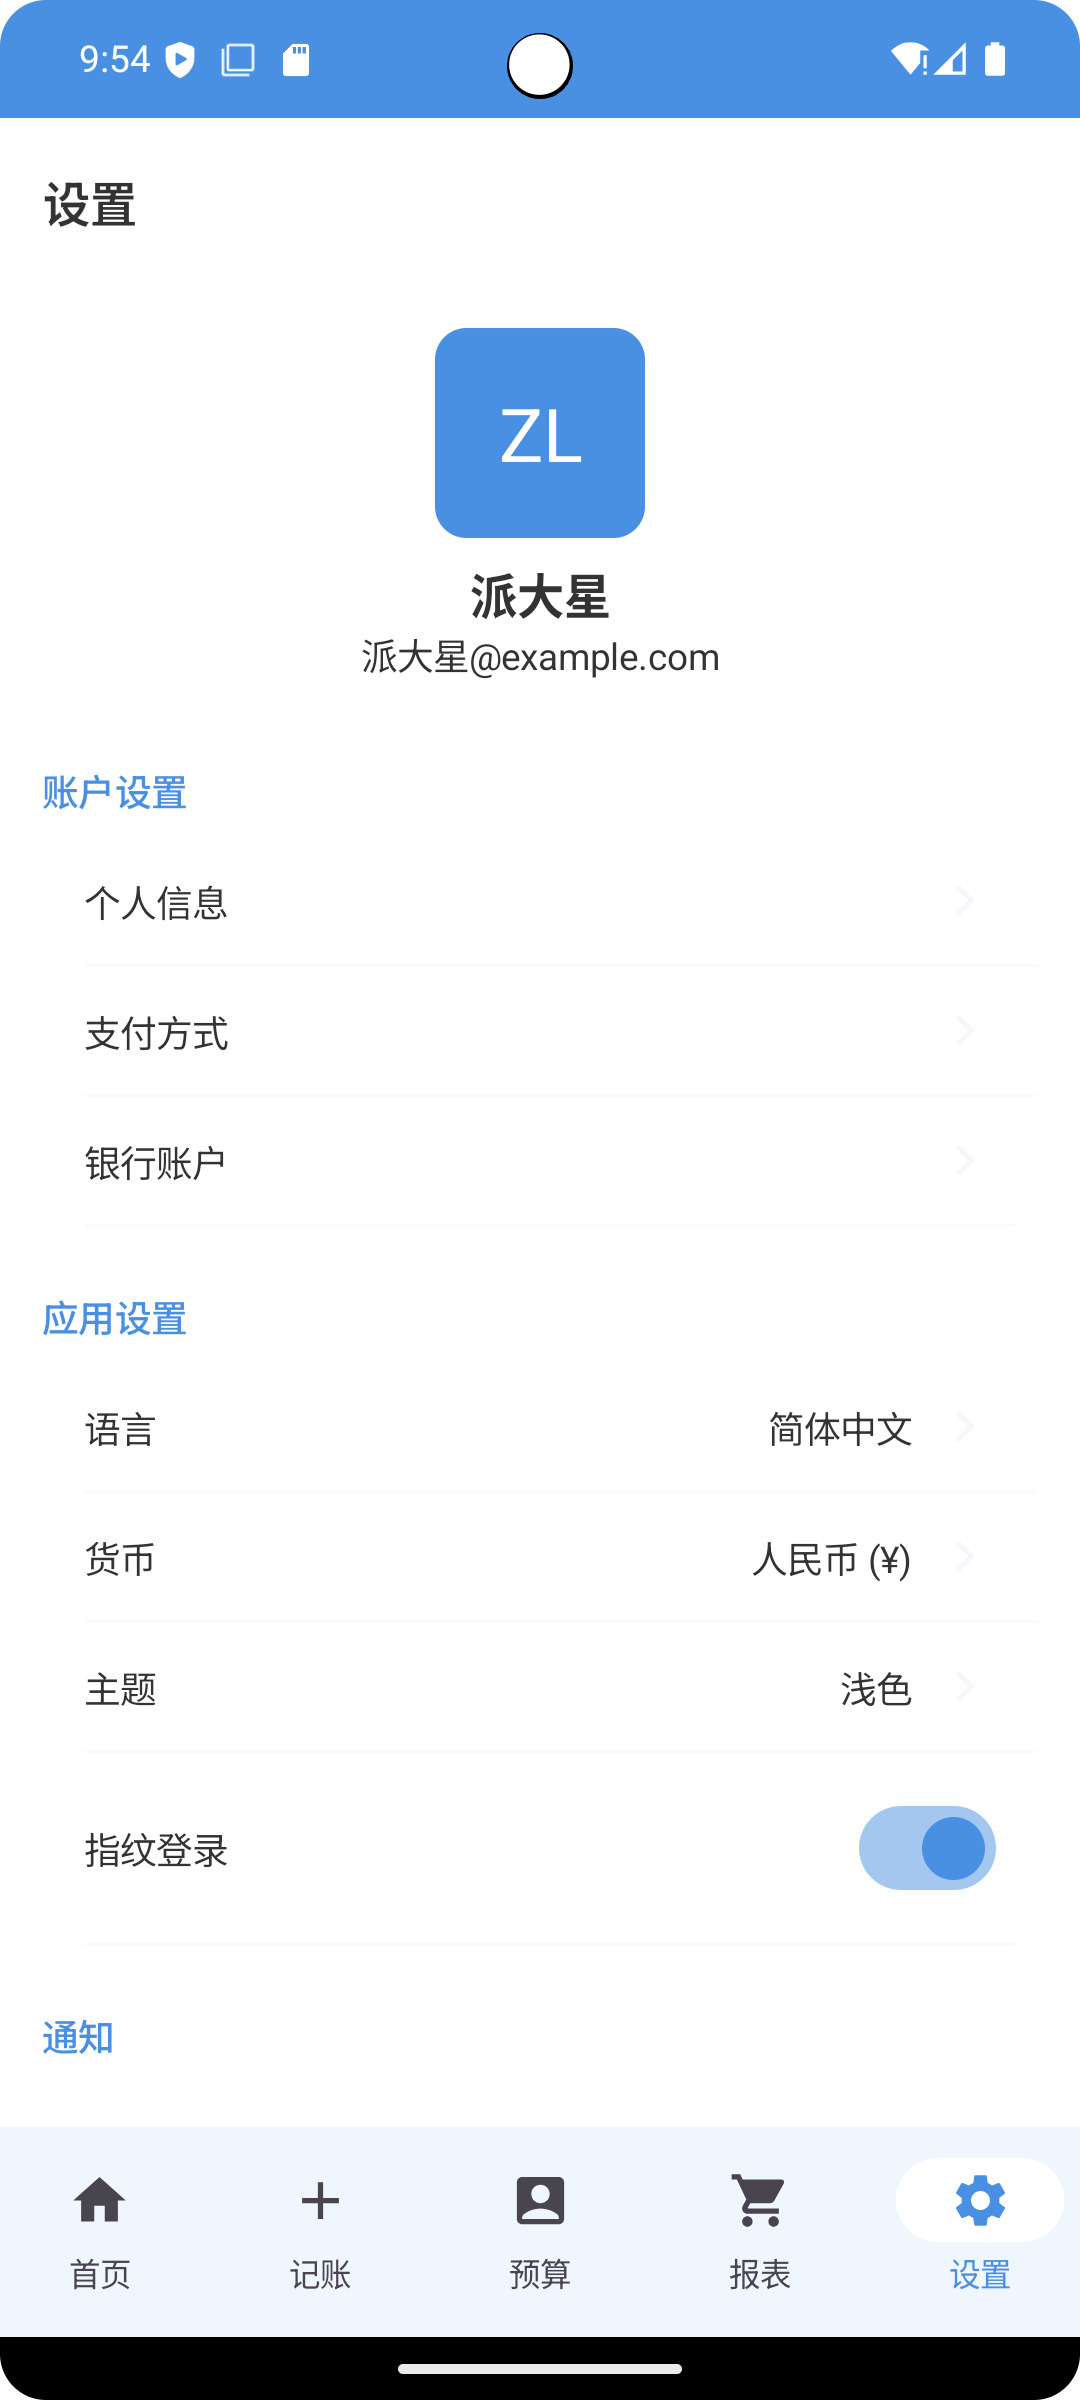 9:54
设置
ZL
派大星
派大星@example.com
账户设置
个人信息
支付方式
银行账户
应用设置
语言 简体中文
货币 人民币 (¥)
主题 浅色
指纹登录
通知
首页 记账 预算 报表 设置